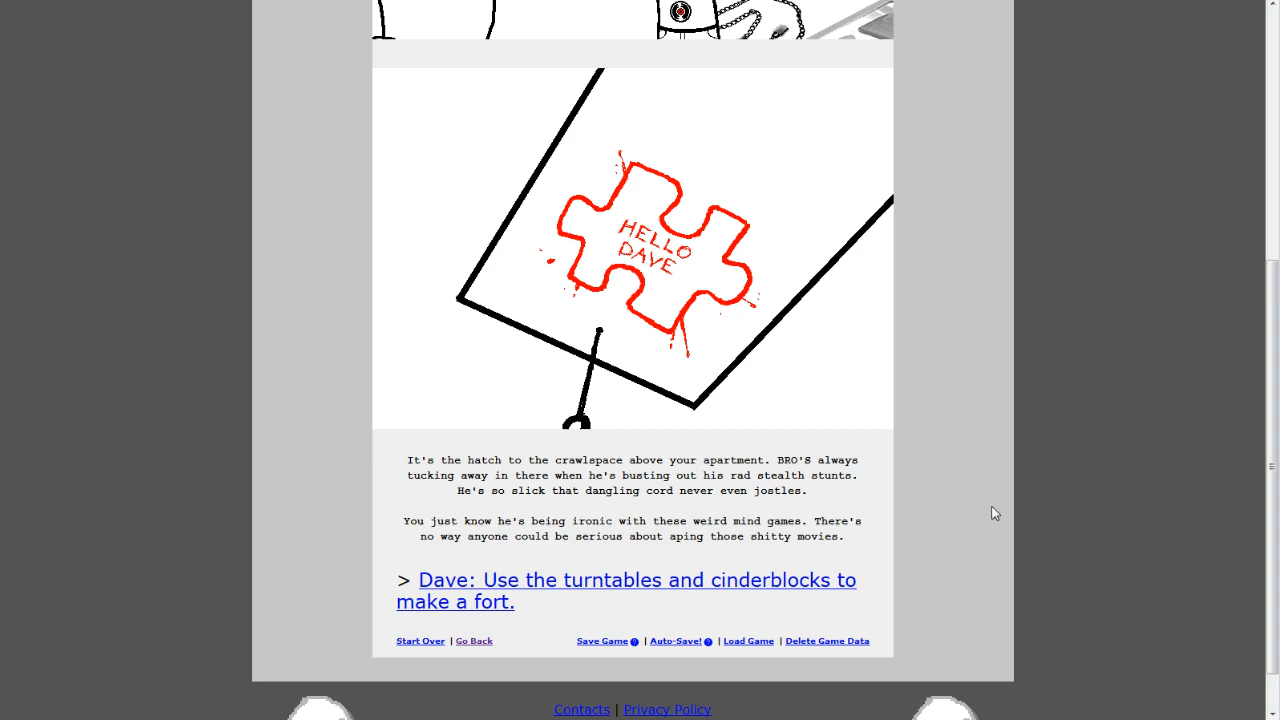 HELLO
DAVE
It's the hatch to the crawlspace above your apartment. BRO'S always
tucking away in there when he's busting out his rad stealth stunts.
He's so slick that dangling cord never even jostles.
You just know he's being ironic with these weird mind games. There's
no way anyone could be serious about aping those shitty movies.
> Dave: Use the turntables and cinderblocks to
make a fort.
Start Over | Go Back Save Game ? | Auto-Save! ? | Load Game | Delete Game Data
Contacts | Privacy Policy